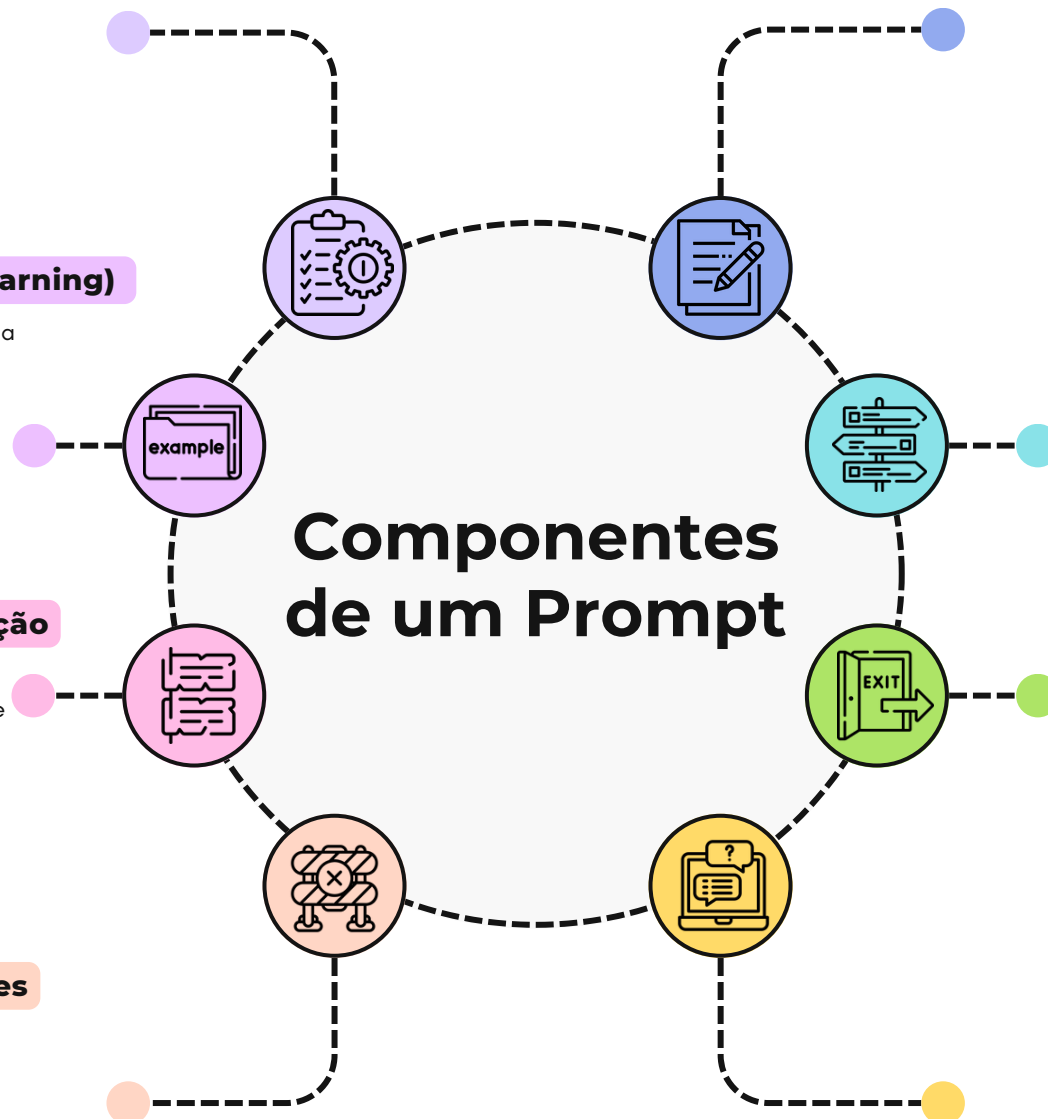 arning)
a
example
Componentes
de um Prompt
EXIT
ção
e
?
es